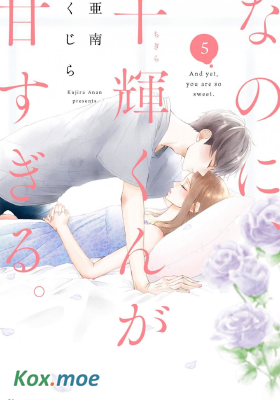 なのに、
千輝くんが
ちぎら
甘すぎる。
亜南
くじら
Kujira Anan
presents.
5
And yet,
you are so
sweet.
Kox.moe